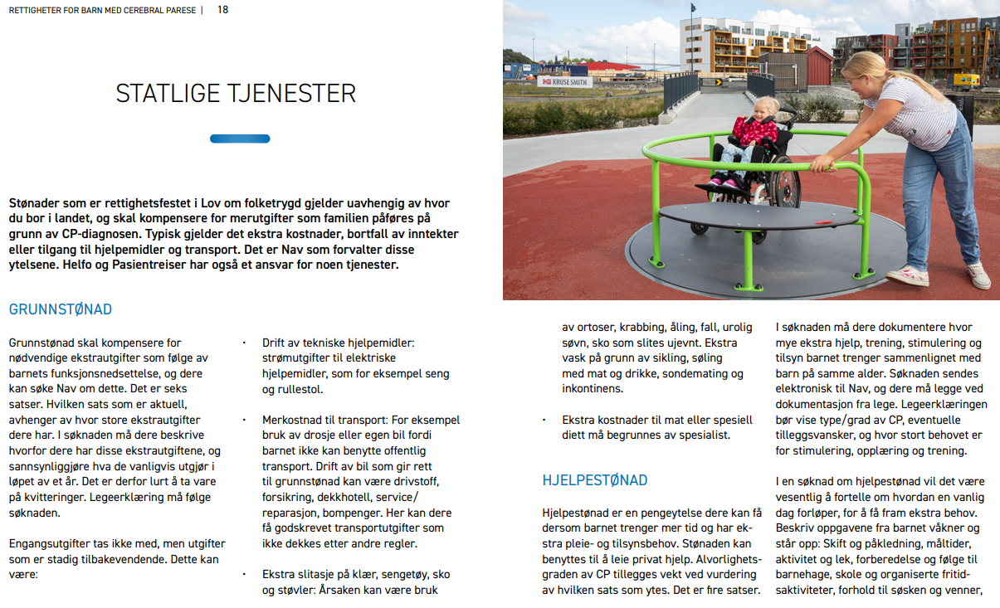 RETTIGHETER FOR BARN MED CEREBRAL PARESE | 18
STATLIGE TJENESTER
Stønader som er rettighetsfestet i Lov om folketrygd gjelder uavhengig av hvor
du bor i landet, og skal kompensere for merutgifter som familien påføres på
grunn av CP-diagnosen. Typisk gjelder det ekstra kostnader, bortfall av inntekter
eller tilgang til hjelpemidler og transport. Det er Nav som forvalter disse
ytelsene. Helfo og Pasientreiser har også et ansvar for noen tjenester.
GRUNNSTØNAD
Grunnstønad skal kompensere for
nødvendige ekstrautgifter som følge av
barnets funksjonsnedsettelse, og dere
kan søke Nav om dette. Det er seks
satser. Hvilken sats som er aktuell,
avhenger av hvor store ekstrautgifter
dere har. I søknaden må dere beskrive
hvorfor dere har disse ekstrautgiftene, og
sannsynliggjøre hva de vanligvis utgjør i
løpet av et år. Det er derfor lurt å ta vare
på kvitteringer. Legeerklæring må følge
søknaden.
Engangsutgifter tas ikke med, men utgifter
som er stadig tilbakevendende. Dette kan
være:
• Drift av tekniske hjelpemidler:
strømutgifter til elektriske
hjelpemidler, som for eksempel seng
og rullestol.
• Merkostnad til transport: For eksempel
bruk av drosje eller egen bil fordi
barnet ikke kan benytte offentlig
transport. Drift av bil som gir rett
til grunnstønad kan være drivstoff,
forsikring, dekkhotell, service/
reparasjon, bompenger. Her kan dere
få godskrevet transportutgifter som
ikke dekkes etter andre regler.
• Ekstra slitasje på klær, sengetøy, sko
og støvler: Årsaken kan være bruk
KRUSE SMITH
av ortoser, krabbing, åling, fall, urolig
søvn, sko som slites ujevnt. Ekstra
vask på grunn av sikling, søling
med mat og drikke, sondemating og
inkontinens.
• Ekstra kostnader til mat eller spesiell
diett må begrunnes av spesialist.
HJELPESTØNAD
Hjelpestønad er en pengeytelse dere kan få
dersom barnet trenger mer tid og har ek-
stra pleie- og tilsynsbehov. Stønaden kan
benyttes til å leie privat hjelp. Alvorlighets-
graden av CP tillegges vekt ved vurdering
av hvilken sats som ytes. Det er fire satser.
I søknaden må dere dokumentere hvor
mye ekstra hjelp, trening, stimulering og
tilsyn barnet trenger sammenlignet med
barn på samme alder. Søknaden sendes
elektronisk til Nav, og dere må legge ved
dokumentasjon fra lege. Legeerklæringen
bør vise type/grad av CP, eventuelle
tilleggsvansker, og hvor stort behovet er
for stimulering, opplæring og trening.
I en søknad om hjelpestønad vil det være
vesentlig å fortelle om hvordan en vanlig
dag forløper, for å få fram ekstra behov.
Beskriv oppgavene fra barnet våkner og
står opp: Skift og påkledning, måltider,
aktivitet og lek, forberedelse og følge til
barnehage, skole og organiserte fritid-
saktiviteter, forhold til søsken og venner,